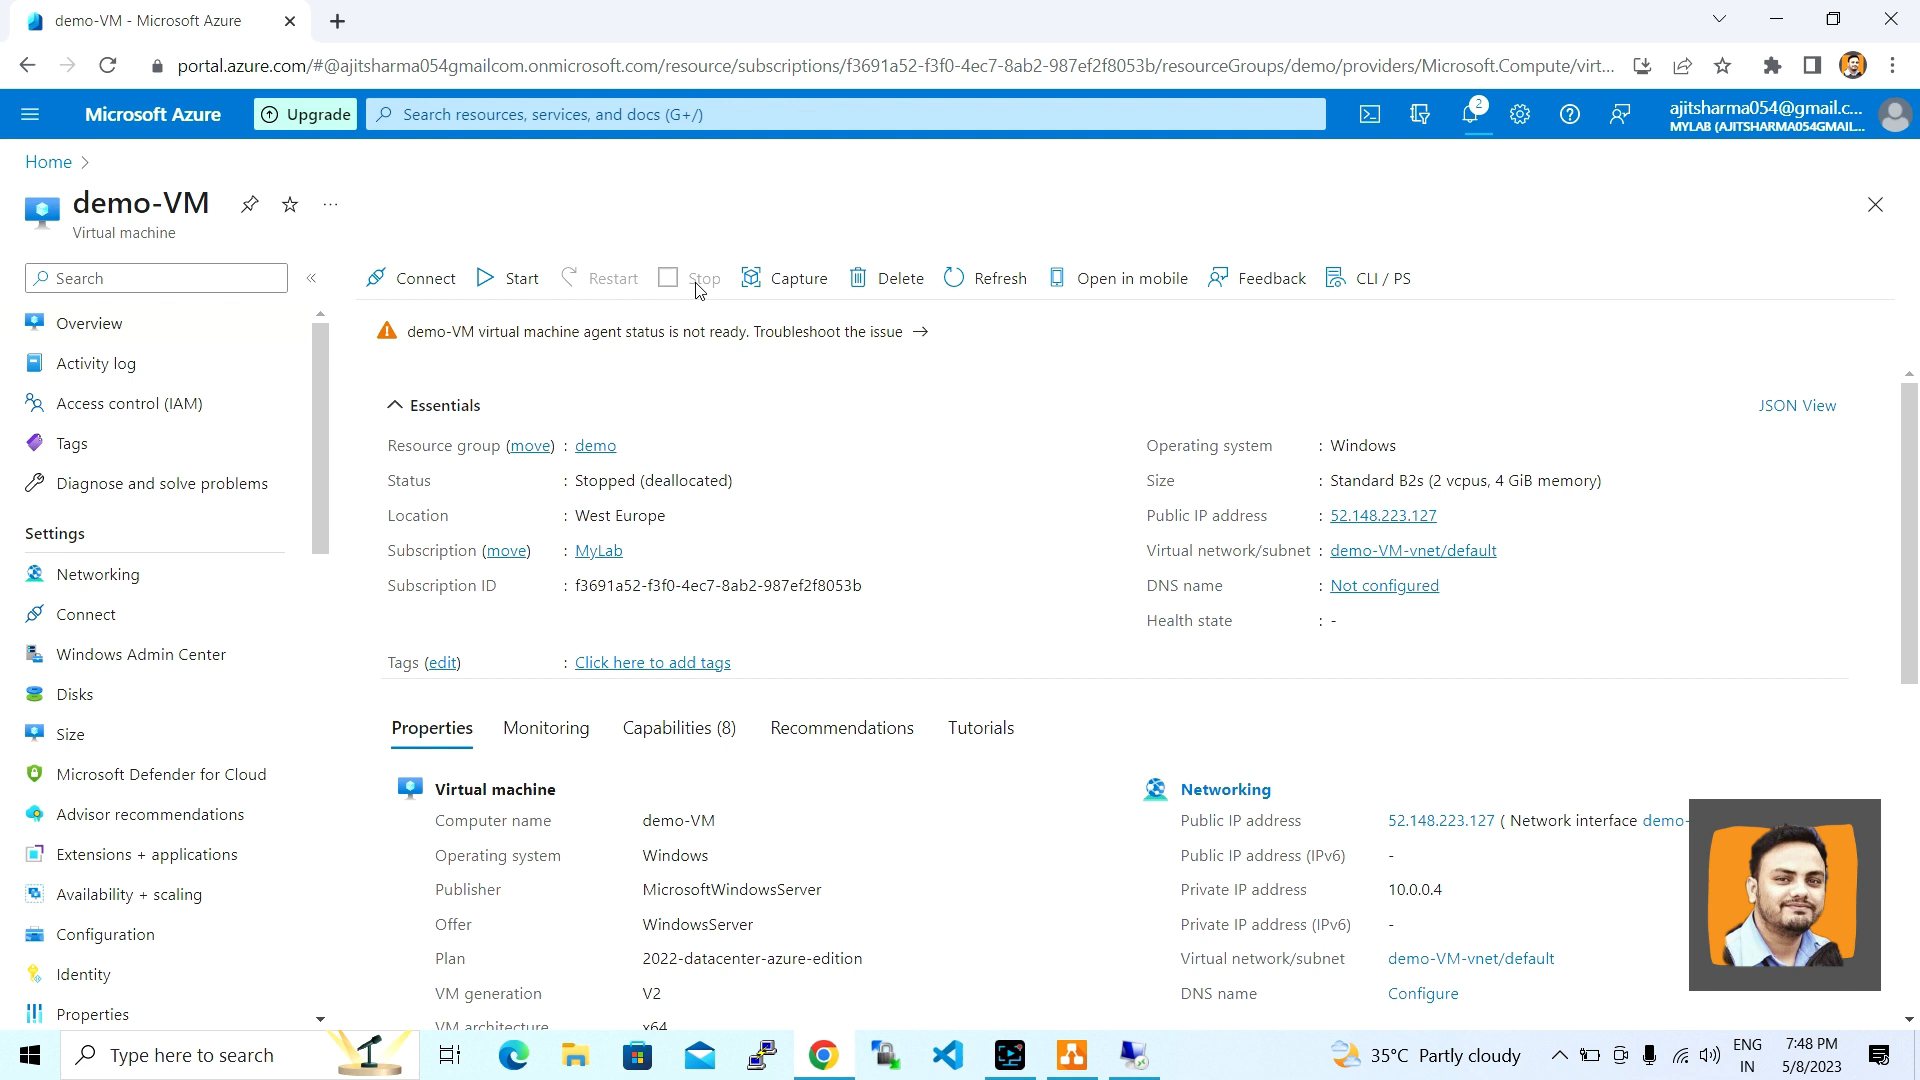 demo-VM - Microsoft Azure
portal.azure.com/#@ajitsharma054gmailcom.onmicrosoft.com/resource/subscriptions/f3691a52-f3f0-4ec7-8ab2-987ef2f8053b/resourceGroups/demo/providers/Microsoft.Compute/virt...
Microsoft Azure
Upgrade
Search resources, services, and docs (G+/)
2
ajitsharma054@gmail.c...
MYLAB (AJITSHARMA054GMAIL...
Home
demo-VM
Virtual machine
Search
Connect Start Restart Stop Capture Delete Refresh Open in mobile Feedback CLI / PS
demo-VM virtual machine agent status is not ready. Troubleshoot the issue →
Overview
Activity log
Access control (IAM)
Tags
Diagnose and solve problems
Settings
Networking
Connect
Windows Admin Center
Disks
Size
Microsoft Defender for Cloud
Advisor recommendations
Extensions + applications
Availability + scaling
Configuration
Identity
Properties
Essentials
JSON View
Resource group (move) : demo
Status : Stopped (deallocated)
Location : West Europe
Subscription (move) : MyLab
Subscription ID : f3691a52-f3f0-4ec7-8ab2-987ef2f8053b
Operating system : Windows
Size : Standard B2s (2 vcpus, 4 GiB memory)
Public IP address : 52.148.223.127
Virtual network/subnet : demo-VM-vnet/default
DNS name : Not configured
Health state : -
Tags (edit) : Click here to add tags
Properties Monitoring Capabilities (8) Recommendations Tutorials
Virtual machine
Computer name demo-VM
Operating system Windows
Publisher MicrosoftWindowsServer
Offer WindowsServer
Plan 2022-datacenter-azure-edition
VM generation V2
VM architecture x64
Networking
Public IP address 52.148.223.127 ( Network interface demo-
Public IP address (IPv6) -
Private IP address 10.0.0.4
Private IP address (IPv6) -
Virtual network/subnet demo-VM-vnet/default
DNS name Configure
Type here to search
35°C Partly cloudy
ENG
IN
7:48 PM
5/8/2023